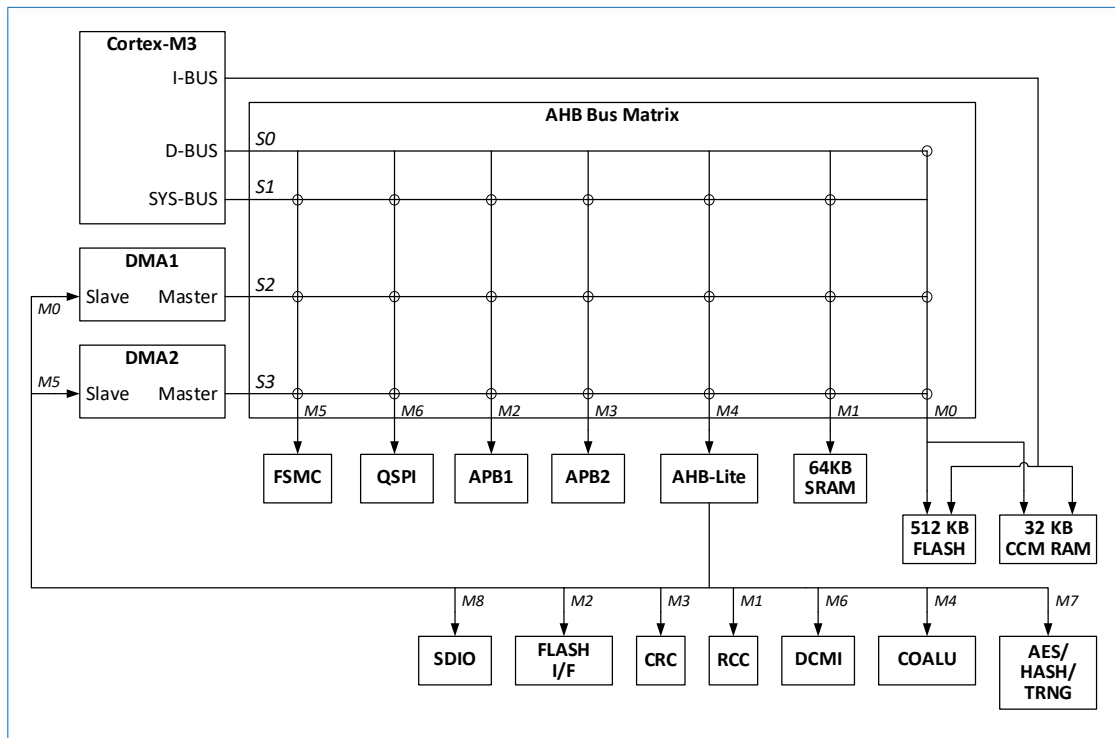 Cortex-M3
I-BUS
AHB Bus Matrix
D-BUS
S0
SYS-BUS
S1
DMA1
Slave
Master
S2
M0
DMA2
Slave
Master
S3
M5
M5
M6
M2
M3
M4
M1
M0
FSMC
QSPI
APB1
APB2
AHB-Lite
64KB
SRAM
512 KB
FLASH
32 KB
CCM RAM
M8
M2
M3
M1
M6
M4
M7
SDIO
FLASH
I/F
CRC
RCC
DCMI
COALU
AES/
HASH/
TRNG